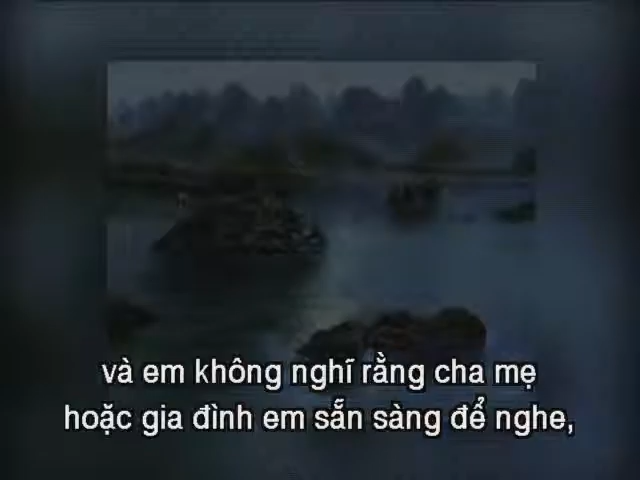 và em không nghĩ rằng cha mẹ
hoặc gia đình em sẵn sàng để nghe,